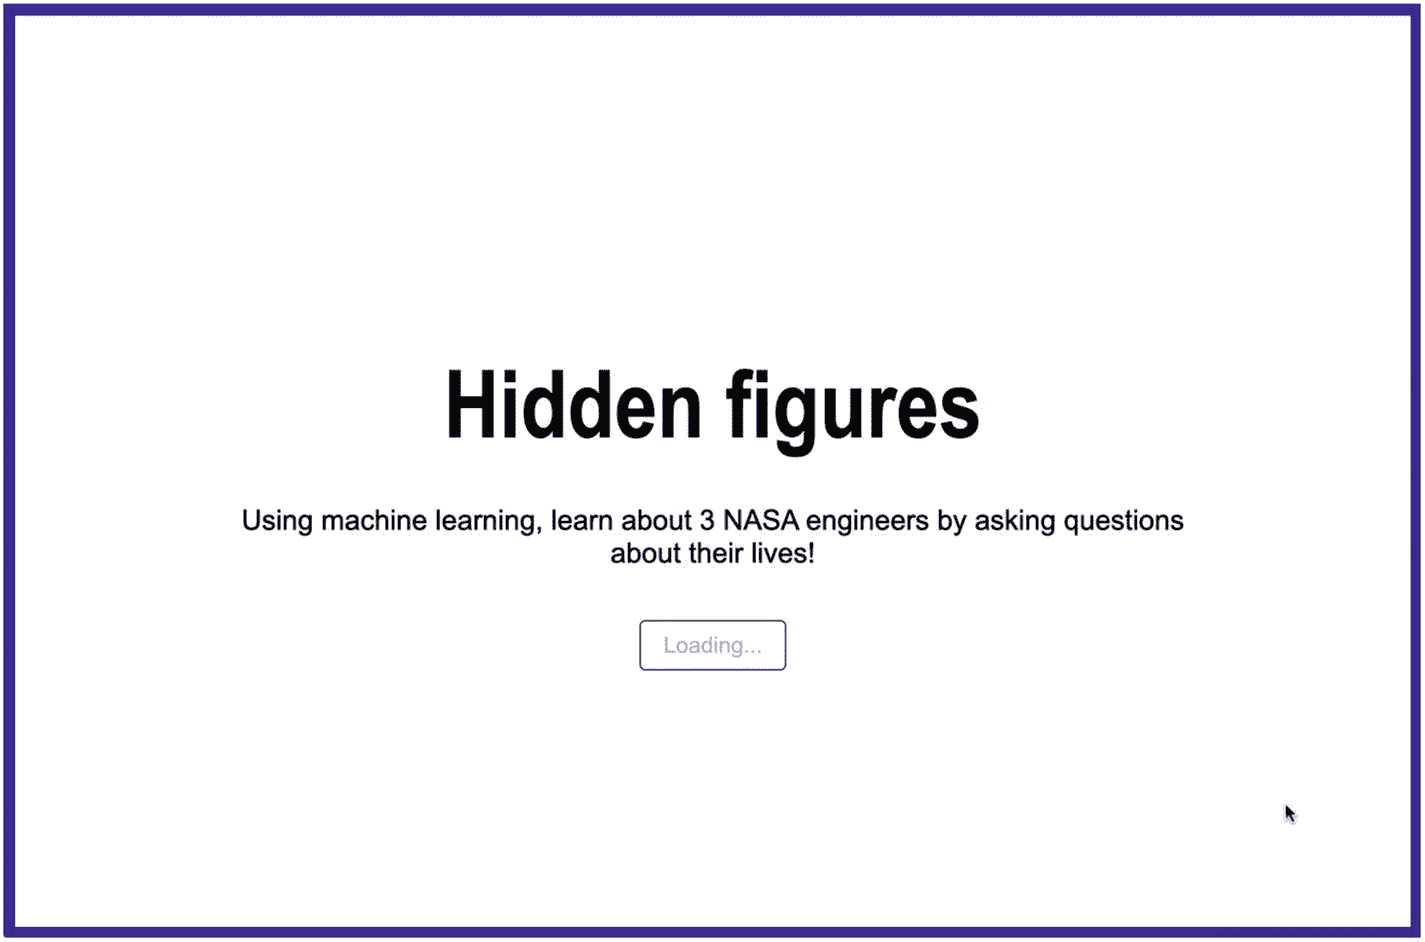 Hidden figures
Using machine learning, learn about 3 NASA engineers by asking questions
about their lives!
Loading...